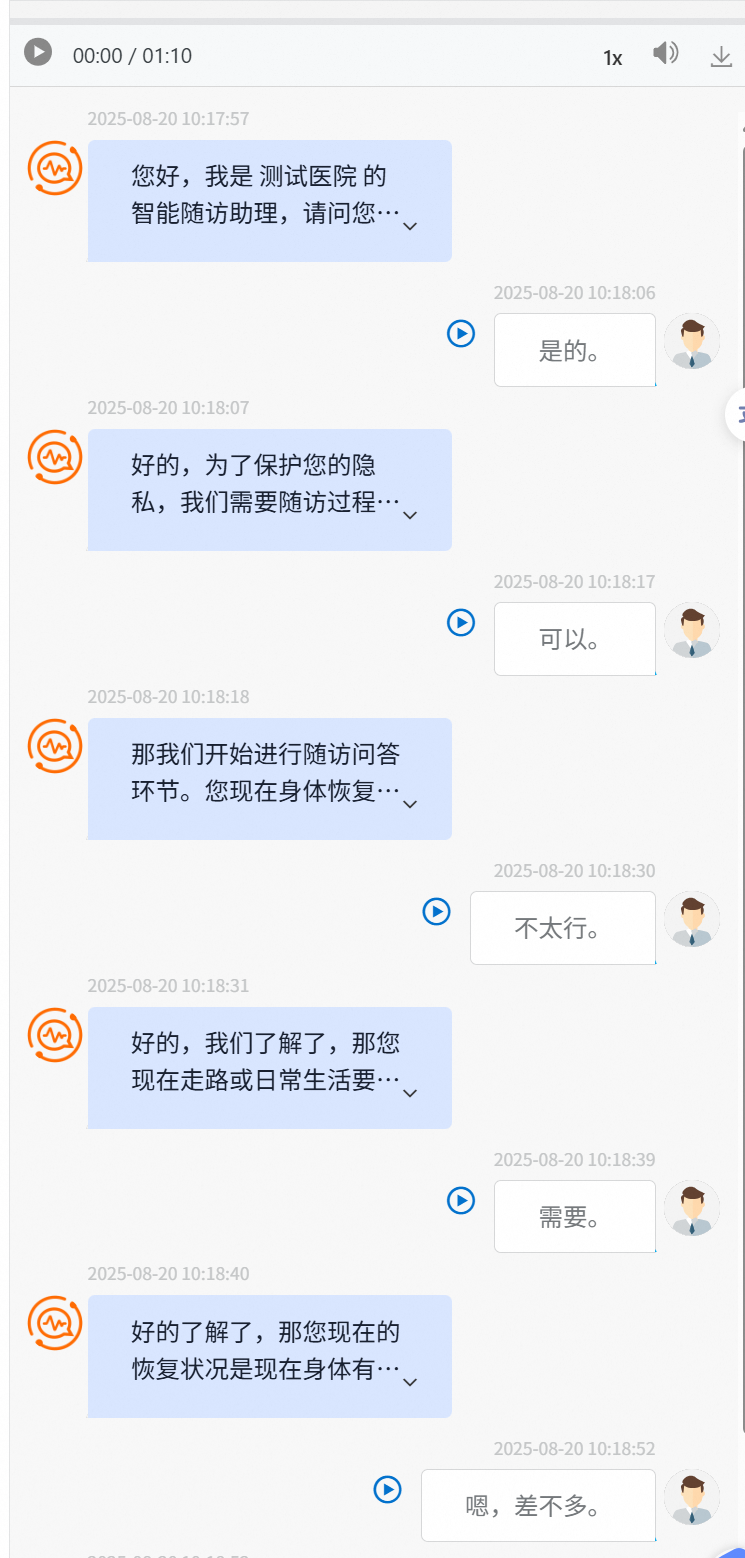 00:00 / 01:10
1x
2025-08-20 10:17:57
您好，我是 测试医院 的
智能随访助理，请问您…
2025-08-20 10:18:06
是的。
2025-08-20 10:18:07
好的，为了保护您的隐
私，我们需要随访过程…
2025-08-20 10:18:17
可以。
2025-08-20 10:18:18
那我们开始进行随访问答
环节。您现在身体恢复…
2025-08-20 10:18:30
不太行。
2025-08-20 10:18:31
好的，我们了解了，那您
现在走路或日常生活要…
2025-08-20 10:18:39
需要。
2025-08-20 10:18:40
好的了解了，那您现在的
恢复状况是现在身体有…
2025-08-20 10:18:52
嗯，差不多。